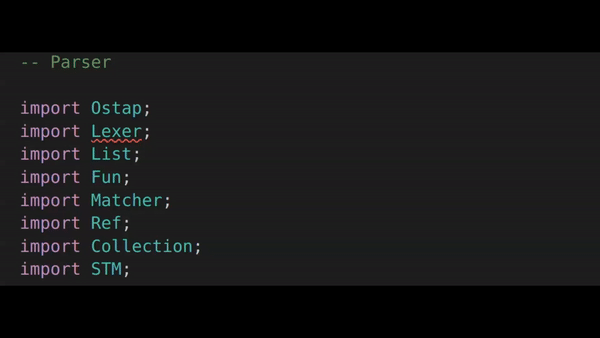 -- Parser
import Ostap;
import Lexer;
import List;
import Fun;
import Matcher;
import Ref;
import Collection;
import STM;